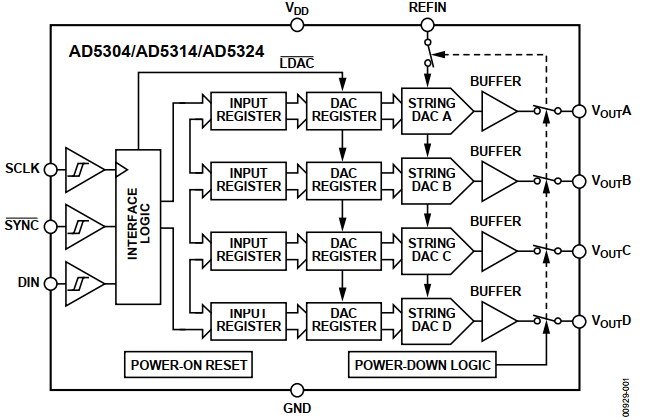 VDD REFIN
AD5304/AD5314/AD5324
LDAC
INPUT REGISTER
DAC REGISTER
STRING DAC A
BUFFER
VOUTA
INPUT REGISTER
DAC REGISTER
STRING DAC B
BUFFER
VOUTB
SCLK
SYNC
DIN
INTERFACE LOGIC
INPUT REGISTER
DAC REGISTER
STRING DAC C
BUFFER
VOUTC
INPUT REGISTER
DAC REGISTER
STRING DAC D
BUFFER
VOUTD
POWER-ON RESET
POWER-DOWN LOGIC
GND
00929-001